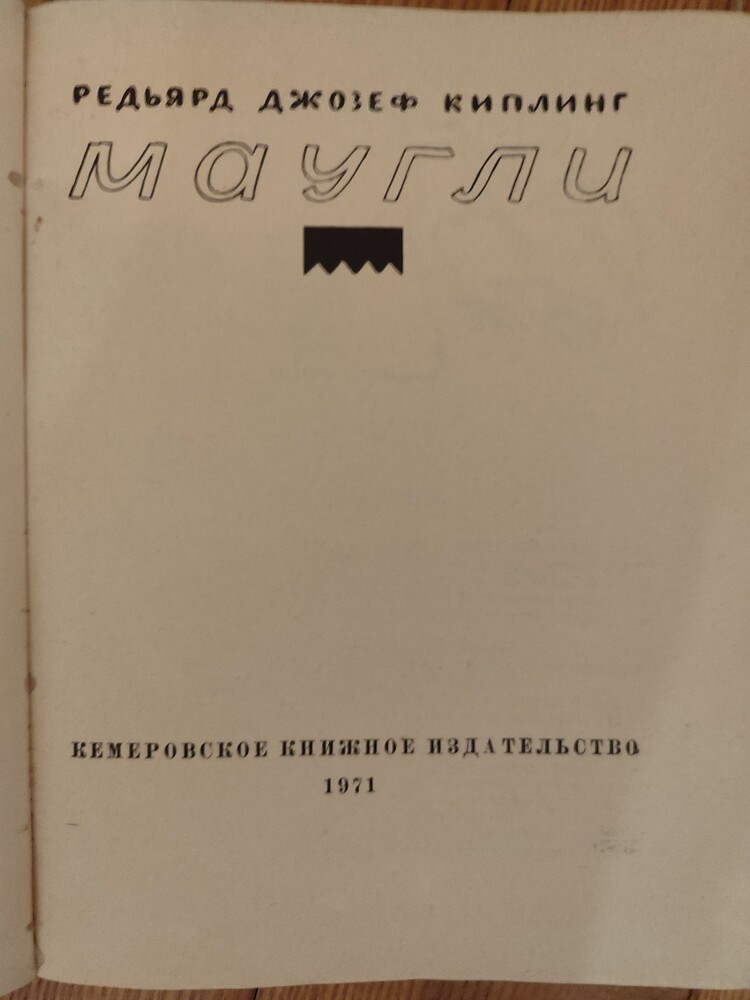 РЕДЬЯРД ДЖОЗЕФ КИПЛИНГ
МАУГЛИ
КЕМЕРОВСКОЕ КНИЖНОЕ ИЗДАТЕЛЬСТВО
1971